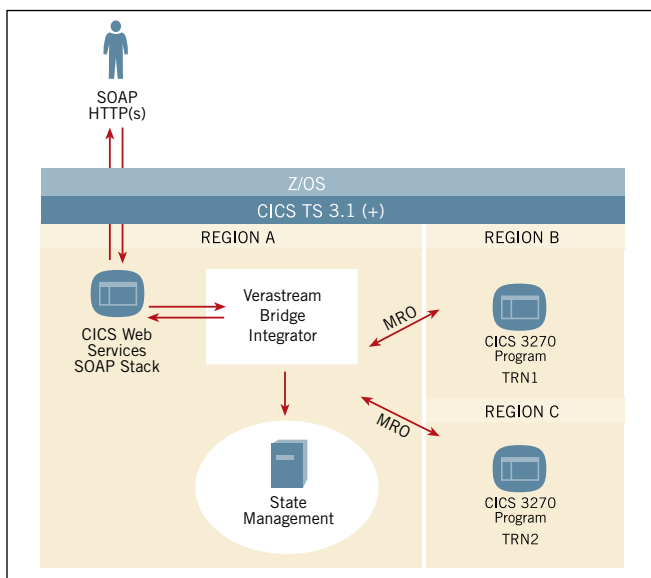 SOAP
HTTP(s)
Z/OS
CICS TS 3.1 (+)
REGION A
REGION B
CICS Web
Services
SOAP Stack
Verastream
Bridge
Integrator
MRO
CICS 3270
Program
TRN1
REGION C
MRO
State
Management
CICS 3270
Program
TRN2